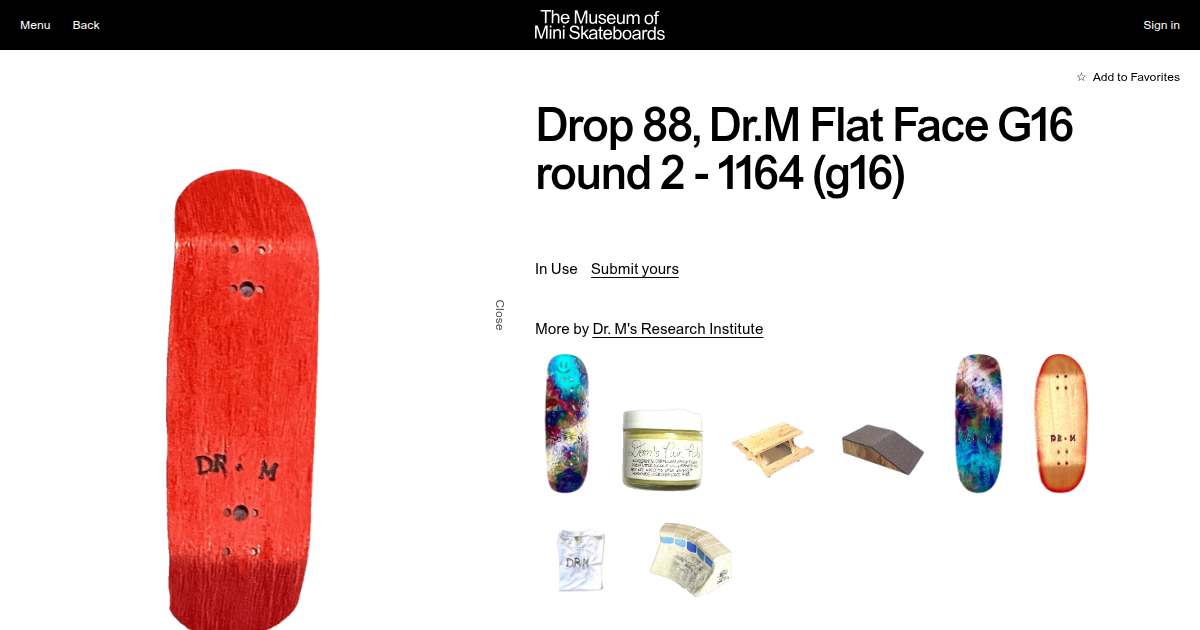 Menu
Back
The Museum of
Mini Skateboards
Sign in
☆ Add to Favorites
Drop 88, Dr.M Flat Face G16
round 2 - 1164 (g16)
In Use
Submit yours
Close
More by Dr. M's Research Institute
DR. M
DR. M
DR.M